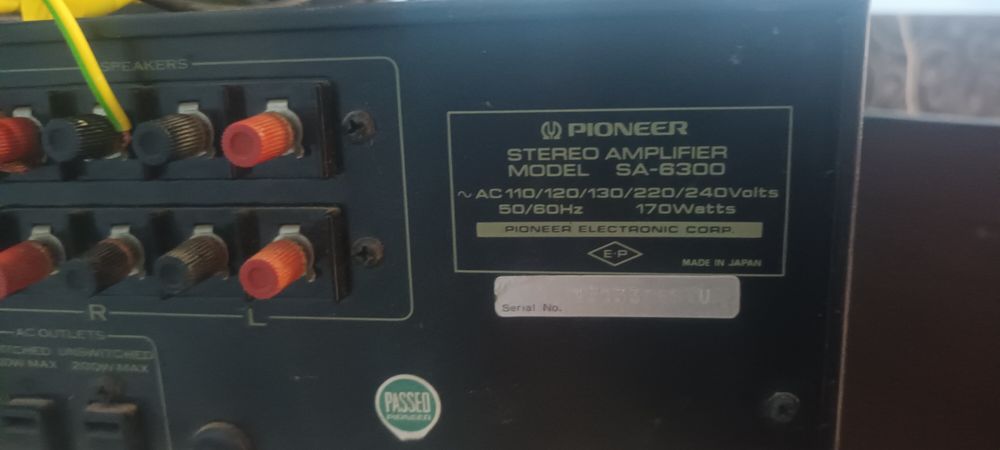 SPEAKERS
PIONEER
STEREO AMPLIFIER
MODEL SA-6300
~ AC 110/120/130/220/240Volts
50/60Hz 170Watts
PIONEER ELECTRONIC CORP.
E-P
MADE IN JAPAN
Serial No.
R L
AC OUTLETS
UNSWITCHED
MAX 200W MAX
PASSED
PIONEER